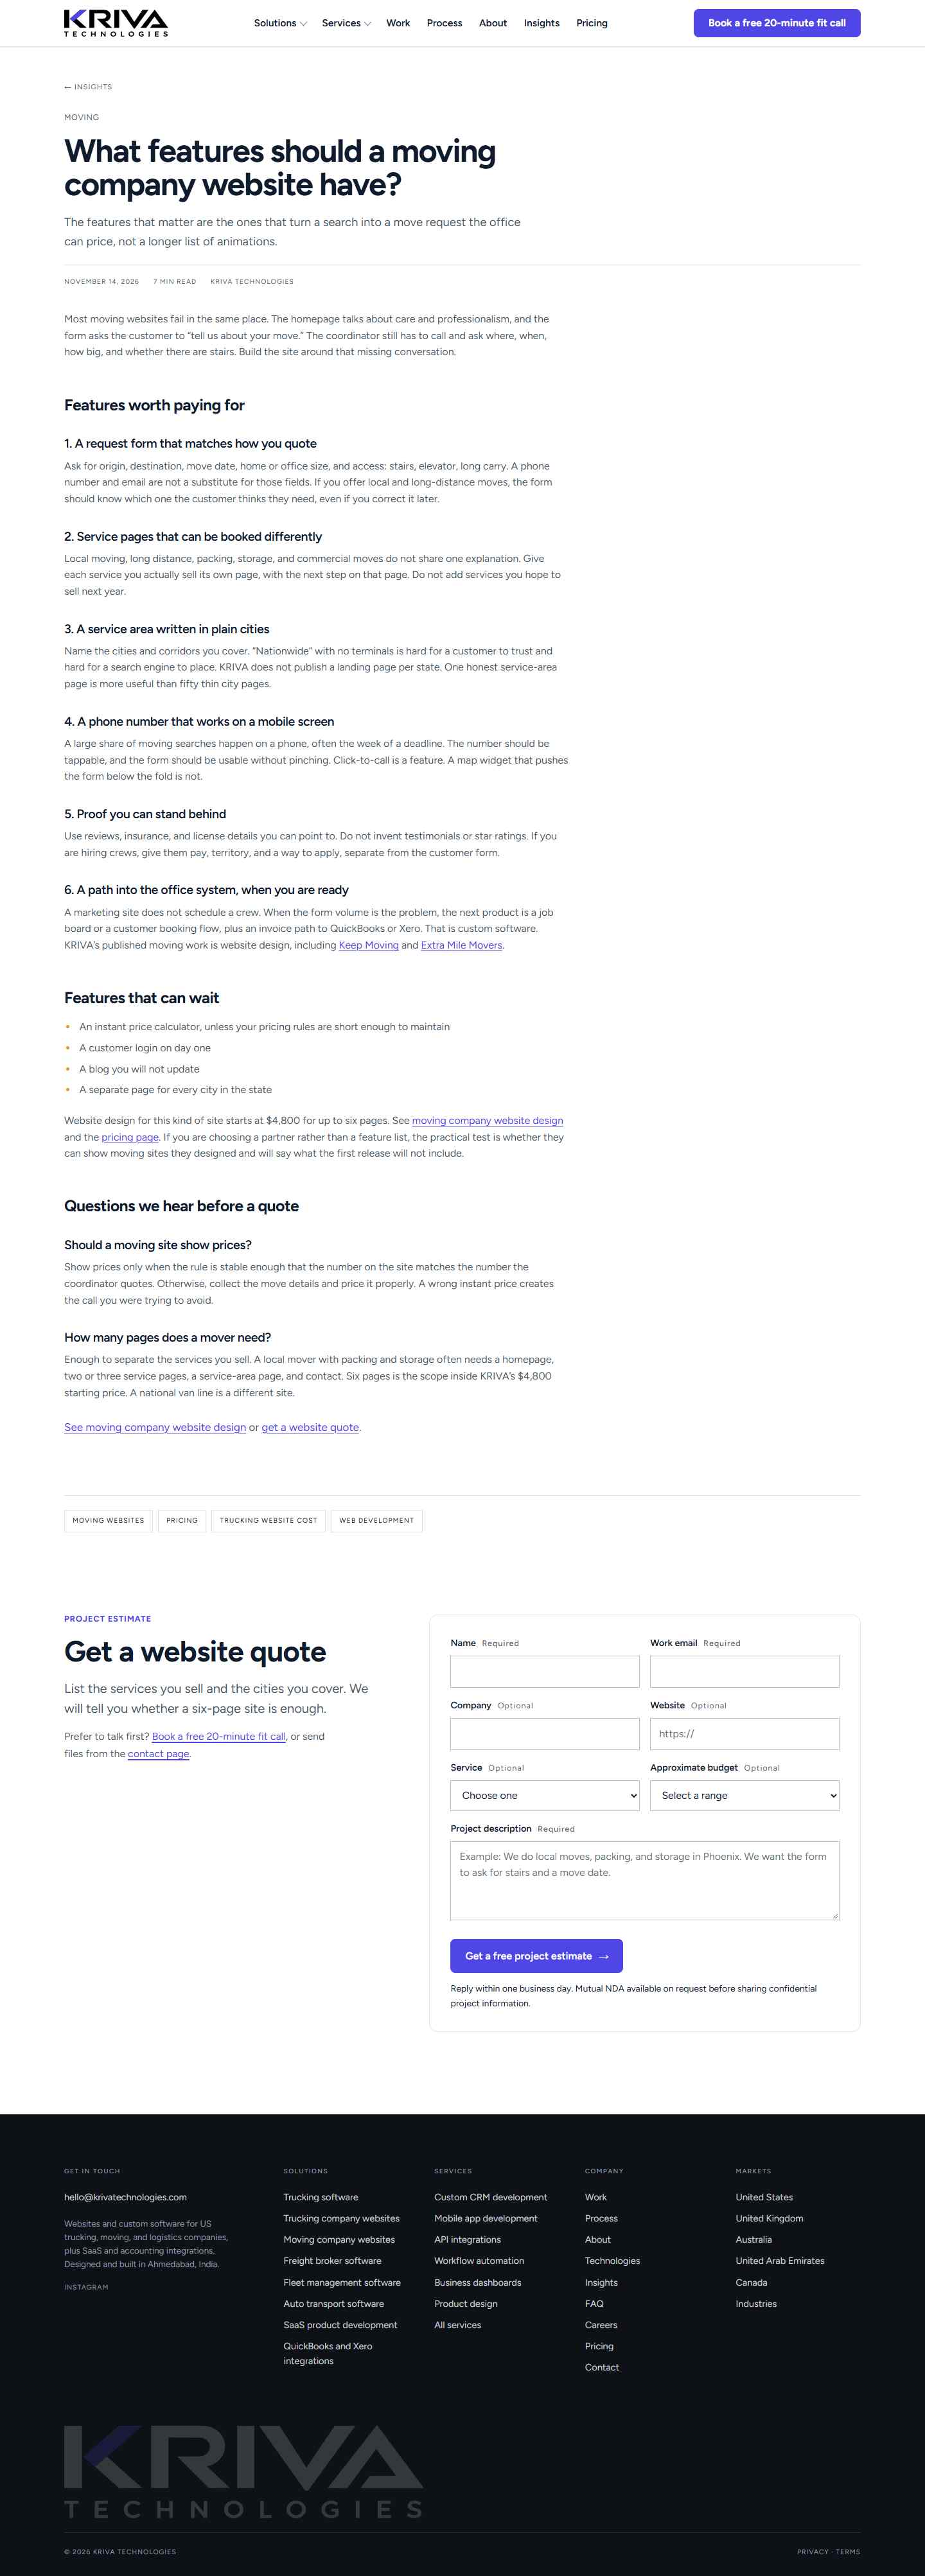 KRIVA
TECHNOLOGIES
Solutions
Services
Work
Process
About
Insights
Pricing
Book a free 20-minute fit call
← INSIGHTS
MOVING
What features should a moving
company website have?
The features that matter are the ones that turn a search into a move request the office
can price, not a longer list of animations.
NOVEMBER 14, 2026 7 MIN READ KRIVA TECHNOLOGIES
Most moving websites fail in the same place. The homepage talks about care and professionalism, and the
form asks the customer to “tell us about your move.” The coordinator still has to call and ask where, when,
how big, and whether there are stairs. Build the site around that missing conversation.
Features worth paying for
1. A request form that matches how you quote
Ask for origin, destination, move date, home or office size, and access: stairs, elevator, long carry. A phone
number and email are not a substitute for those fields. If you offer local and long-distance moves, the form
should know which one the customer thinks they need, even if you correct it later.
2. Service pages that can be booked differently
Local moving, long distance, packing, storage, and commercial moves do not share one explanation. Give
each service you actually sell its own page, with the next step on that page. Do not add services you hope to
sell next year.
3. A service area written in plain cities
Name the cities and corridors you cover. “Nationwide” with no terminals is hard for a customer to trust and
hard for a search engine to place. KRIVA does not publish a landing page per state. One honest service-area
page is more useful than fifty thin city pages.
4. A phone number that works on a mobile screen
A large share of moving searches happen on a phone, often the week of a deadline. The number should be
tappable, and the form should be usable without pinching. Click-to-call is a feature. A map widget that pushes
the form below the fold is not.
5. Proof you can stand behind
Use reviews, insurance, and license details you can point to. Do not invent testimonials or star ratings. If you
are hiring crews, give them pay, territory, and a way to apply, separate from the customer form.
6. A path into the office system, when you are ready
A marketing site does not schedule a crew. When the form volume is the problem, the next product is a job
board or a customer booking flow, plus an invoice path to QuickBooks or Xero. That is custom software.
KRIVA’s published moving work is website design, including Keep Moving and Extra Mile Movers.
Features that can wait
• An instant price calculator, unless your pricing rules are short enough to maintain
• A customer login on day one
• A blog you will not update
• A separate page for every city in the state
Website design for this kind of site starts at $4,800 for up to six pages. See moving company website design
and the pricing page. If you are choosing a partner rather than a feature list, the practical test is whether they
can show moving sites they designed and will say what the first release will not include.
Questions we hear before a quote
Should a moving site show prices?
Show prices only when the rule is stable enough that the number on the site matches the number the
coordinator quotes. Otherwise, collect the move details and price it properly. A wrong instant price creates
the call you were trying to avoid.
How many pages does a mover need?
Enough to separate the services you sell. A local mover with packing and storage often needs a homepage,
two or three service pages, a service-area page, and contact. Six pages is the scope inside KRIVA’s $4,800
starting price. A national van line is a different site.
See moving company website design or get a website quote.
MOVING WEBSITES
PRICING
TRUCKING WEBSITE COST
WEB DEVELOPMENT
PROJECT ESTIMATE
Get a website quote
List the services you sell and the cities you cover. We
will tell you whether a six-page site is enough.
Prefer to talk first? Book a free 20-minute fit call, or send
files from the contact page.
Name Required
Work email Required
Company Optional
Website Optional
https://
Service Optional
Approximate budget Optional
Choose one
Select a range
Project description Required
Example: We do local moves, packing, and storage in Phoenix. We want the form
to ask for stairs and a move date.
Get a free project estimate →
Reply within one business day. Mutual NDA available on request before sharing confidential
project information.
GET IN TOUCH
hello@krivatechnologies.com
Websites and custom software for US
trucking, moving, and logistics companies,
plus SaaS and accounting integrations.
Designed and built in Ahmedabad, India.
INSTAGRAM
SOLUTIONS
Trucking software
Trucking company websites
Moving company websites
Freight broker software
Fleet management software
Auto transport software
SaaS product development
QuickBooks and Xero
integrations
SERVICES
Custom CRM development
Mobile app development
API integrations
Workflow automation
Business dashboards
Product design
All services
COMPANY
Work
Process
About
Technologies
Insights
FAQ
Careers
Pricing
Contact
MARKETS
United States
United Kingdom
Australia
United Arab Emirates
Canada
Industries
KRIVA
TECHNOLOGIES
© 2026 KRIVA TECHNOLOGIES
PRIVACY · TERMS